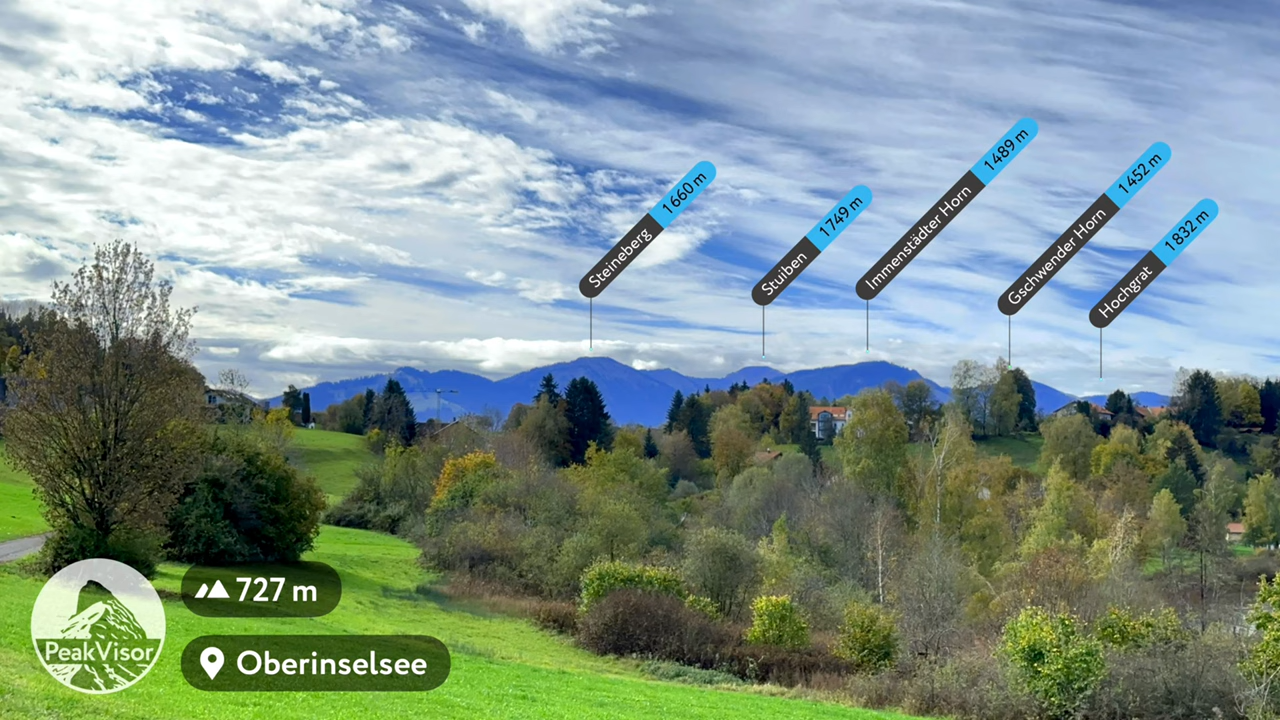 Steineberg 1660 m
Stuiben 1749 m
Immenstädter Horn 1489 m
Gschwender Horn 1452 m
Hochgrat 1832 m
727 m
PeakVisor
Oberinselsee